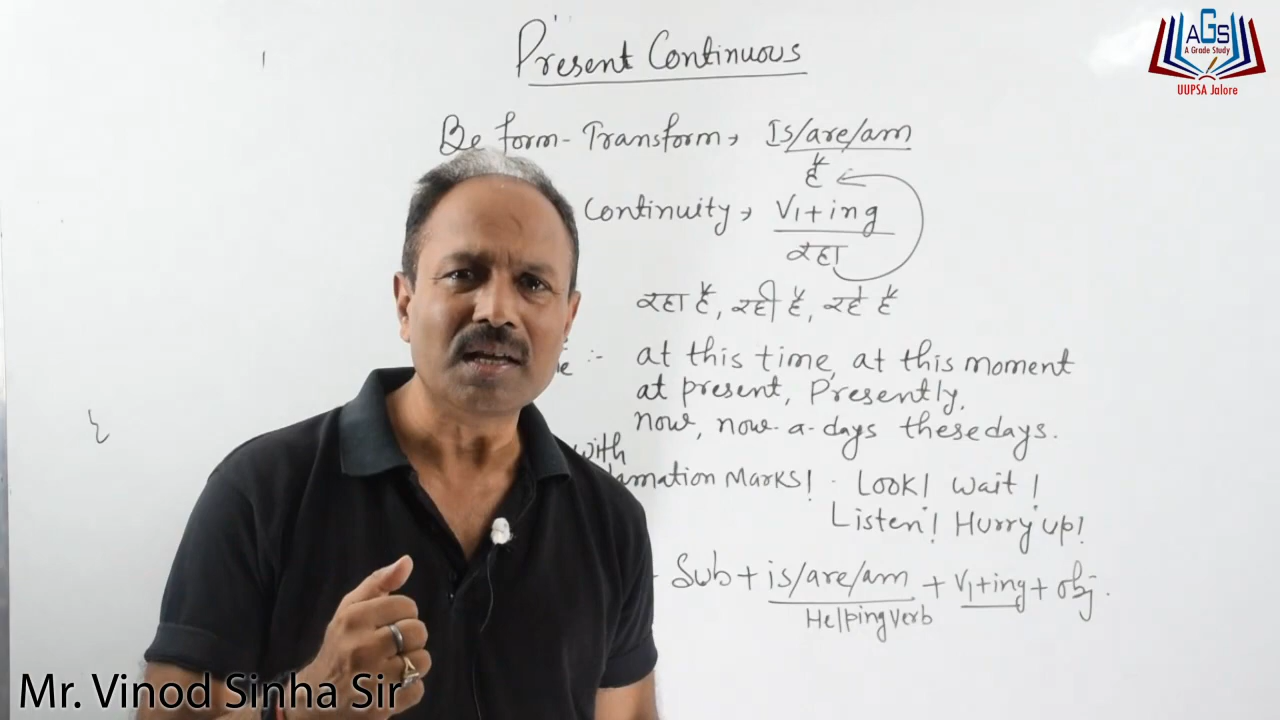 Present Continuous
Be form - Transform, Is/are/am
है
Continuity, V1+ing
रहा
रहा है, रही है, रहे है
:- at this time, at this moment
at present, Presently,
now, now-a-days these days.
with
Marks! Look! Wait!
Listen! Hurry up!
Sub + is/are/am + V1+ing + obj.
Helping Verb
AGS
A Grade Study
UUPSA Jalore
Mr. Vinod Sinha Sir